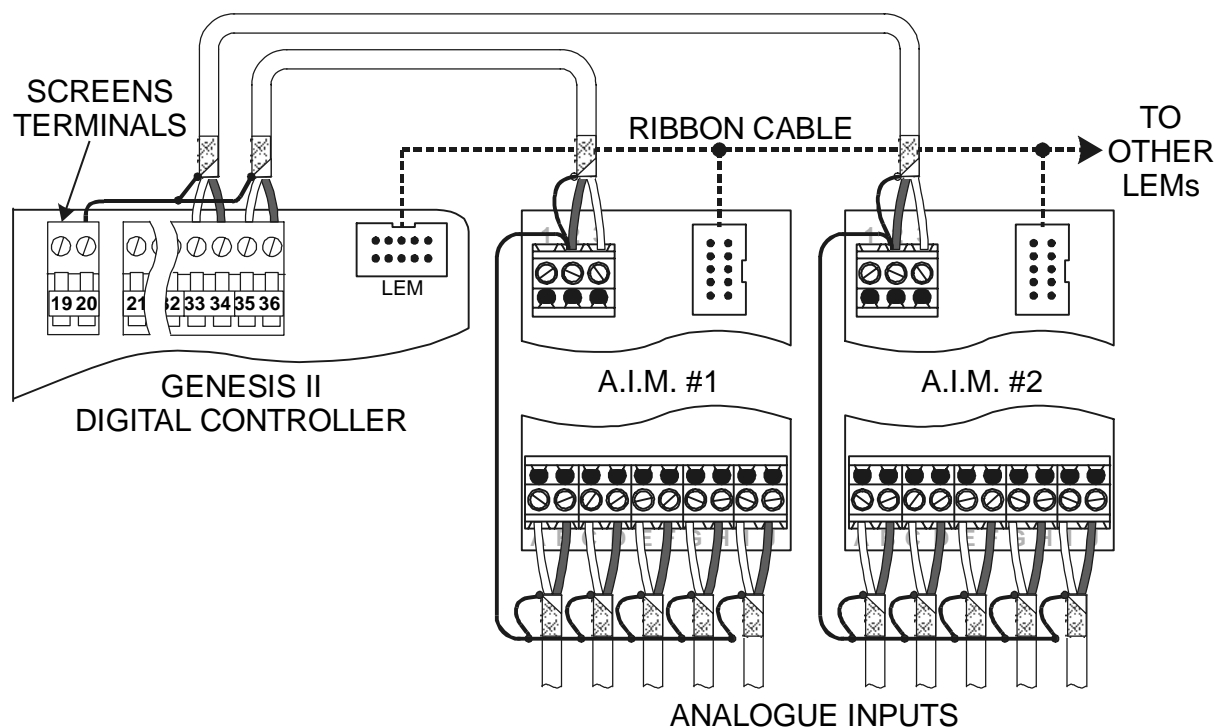 SCREENS
TERMINALS
RIBBON CABLE
TO
OTHER
LEMs
19 20 21 32 33 34 35 36
LEM
GENESIS II
DIGITAL CONTROLLER
A.I.M. #1
A.I.M. #2
A B C D E F G H I J
A B C D E F G H I J
ANALOGUE INPUTS